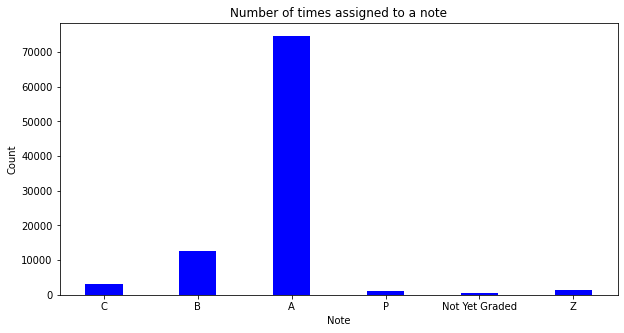 Number of times assigned to a note
Count
70000
60000
50000
40000
30000
20000
10000
0
C B A P Not Yet Graded Z
Note